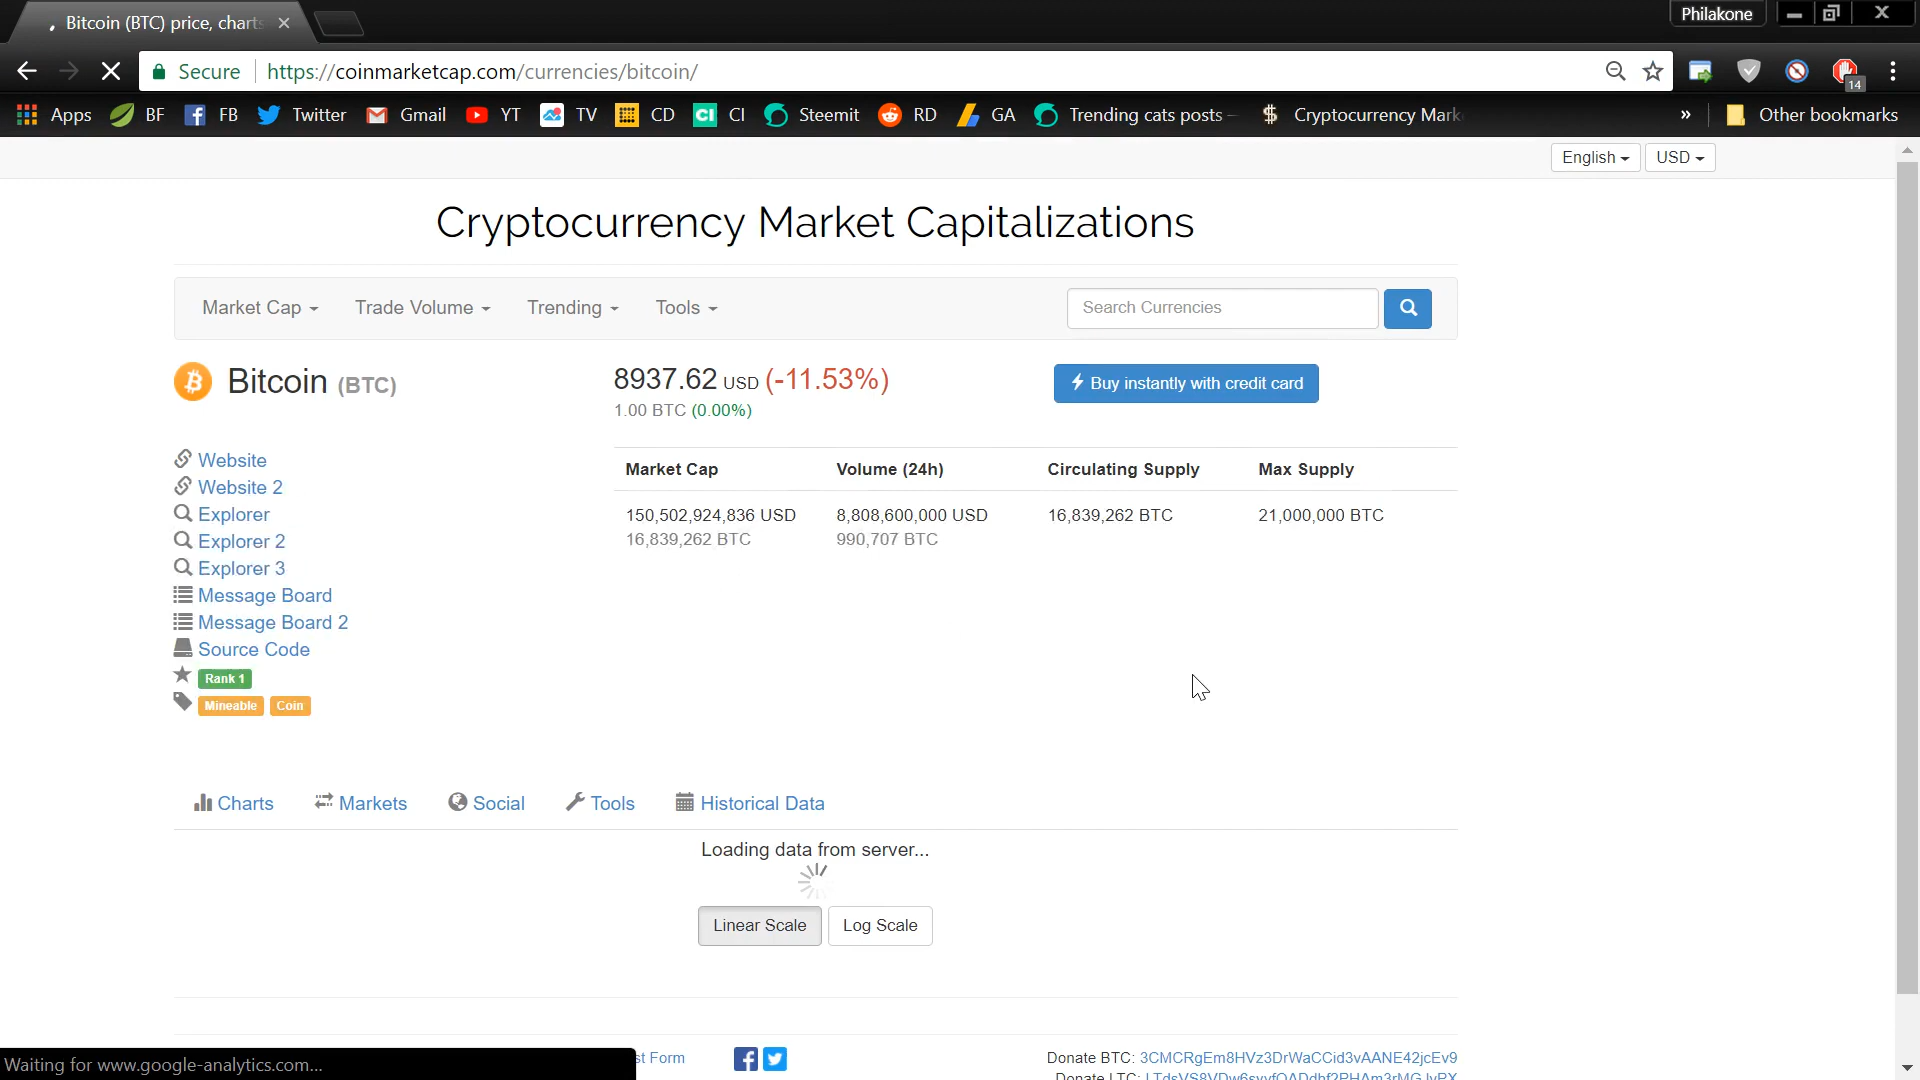 Bitcoin (BTC) price, charts
Philakone
Secure https://coinmarketcap.com/currencies/bitcoin/
14
Apps BF FB Twitter Gmail YT TV CD CI Steemit RD GA Trending cats posts – Cryptocurrency Mark » Other bookmarks
English USD
Cryptocurrency Market Capitalizations
Market Cap Trade Volume Trending Tools Search Currencies
Bitcoin (BTC) 8937.62 USD (-11.53%) Buy instantly with credit card
1.00 BTC (0.00%)
Website
Website 2
Explorer
Explorer 2
Explorer 3
Message Board
Message Board 2
Source Code
Rank 1
Mineable Coin
Market Cap Volume (24h) Circulating Supply Max Supply
150,502,924,836 USD 8,808,600,000 USD 16,839,262 BTC 21,000,000 BTC
16,839,262 BTC 990,707 BTC
Charts Markets Social Tools Historical Data
Loading data from server...
Linear Scale Log Scale
Waiting for www.google-analytics.com...
st Form
Donate BTC: 3CMCRgEm8HVz3DrWaCCid3vAANE42jcEv9
Donate LTC: